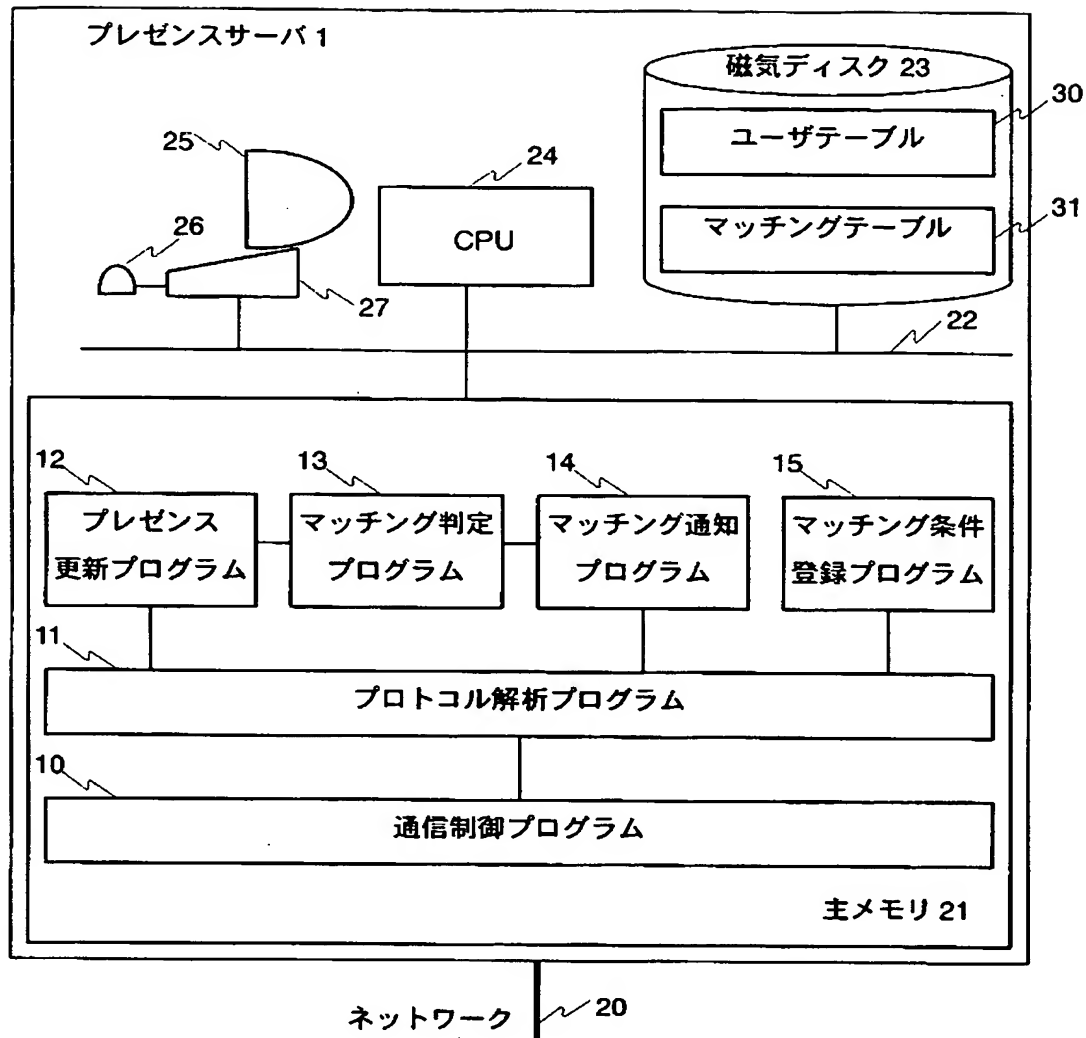 プレゼンスサーバ 1
磁気ディスク 23
30
ユーザテーブル
31
マッチングテーブル
25
24
CPU
26
27
22
12
プレゼンス
更新プログラム
13
マッチング判定
プログラム
14
マッチング通知
プログラム
15
マッチング条件
登録プログラム
11
プロトコル解析プログラム
10
通信制御プログラム
主メモリ 21
ネットワーク
20